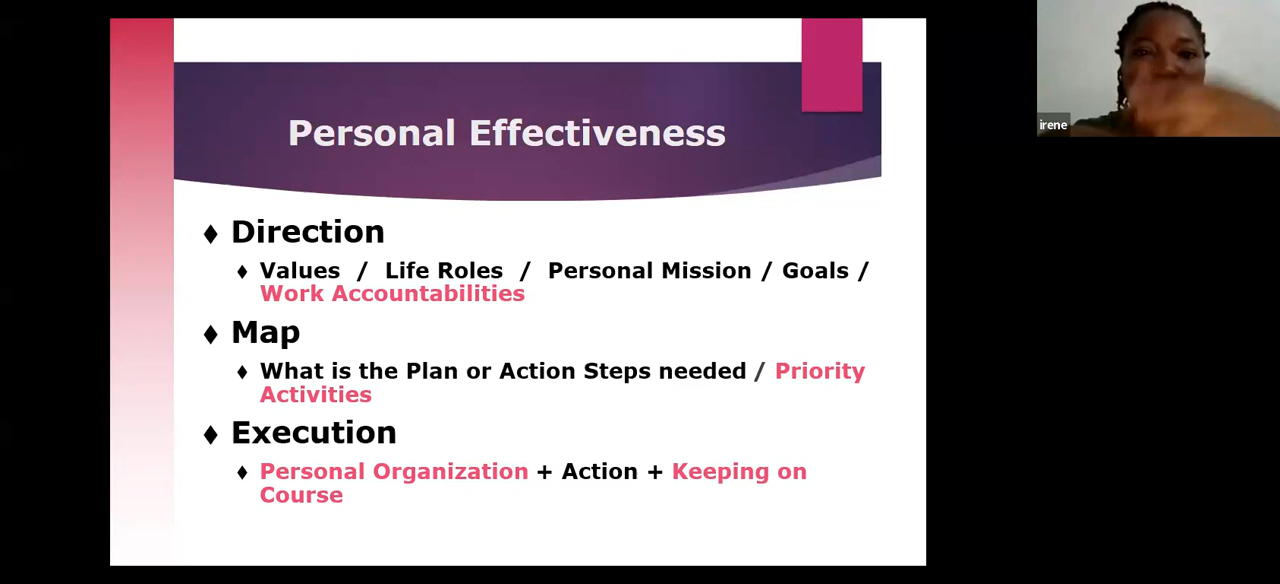 Personal Effectiveness
irene
♦ Direction
♦ Values / Life Roles / Personal Mission / Goals /
Work Accountabilities
♦ Map
♦ What is the Plan or Action Steps needed / Priority
Activities
♦ Execution
♦ Personal Organization + Action + Keeping on
Course